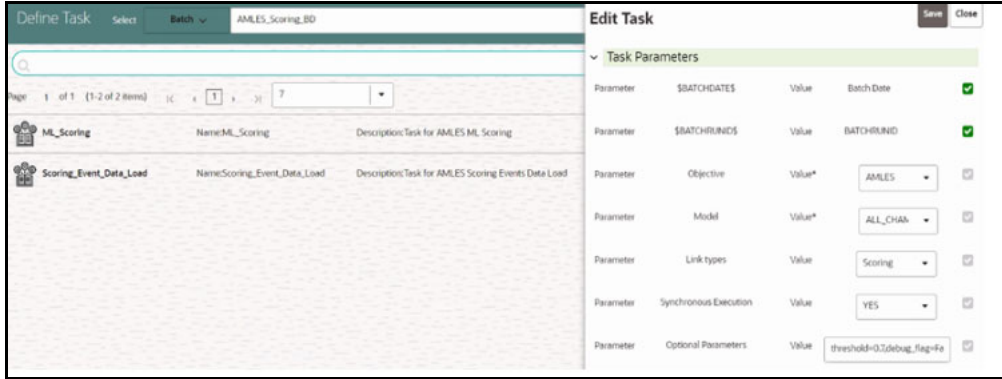 Define Task Select Batch AMLES_Scoring_BD
Page 1 of 1 (1-2 of 2 items) 1 7
ML_Scoring Name:ML_Scoring Description:Task for AMLES ML Scoring
Scoring_Event_Data_Load Name:Scoring_Event_Data_Load Description:Task for AMLES Scoring Events Data Load
Edit Task Save Close
Task Parameters
Parameter $BATCHDATE$ Value Batch Date
Parameter $BATCHRUNID$ Value BATCHRUNID
Parameter Objective Value* AMLES
Parameter Model Value* ALL_CHAN
Parameter Link types Value Scoring
Parameter Synchronous Execution Value YES
Parameter Optional Parameters Value threshold=0.7,debug_flag=Fa